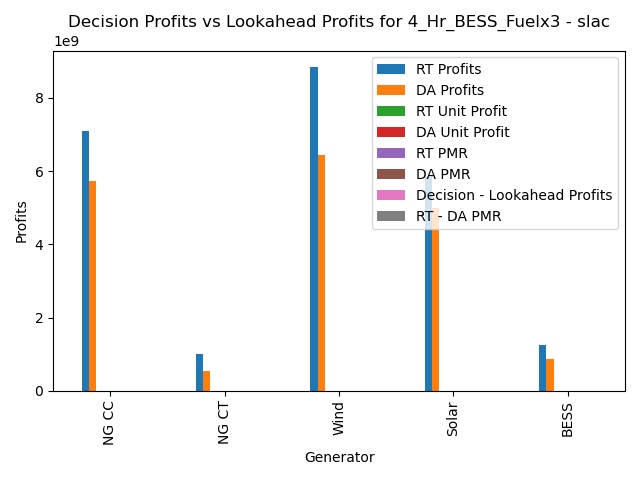 Decision Profits vs Lookahead Profits for 4_Hr_BESS_Fuelx3 - slac
1e9
RT Profits
DA Profits
RT Unit Profit
DA Unit Profit
RT PMR
DA PMR
Decision - Lookahead Profits
RT - DA PMR
8
6
4
2
0
Profits
NG CC
NG CT
Wind
Solar
BESS
Generator